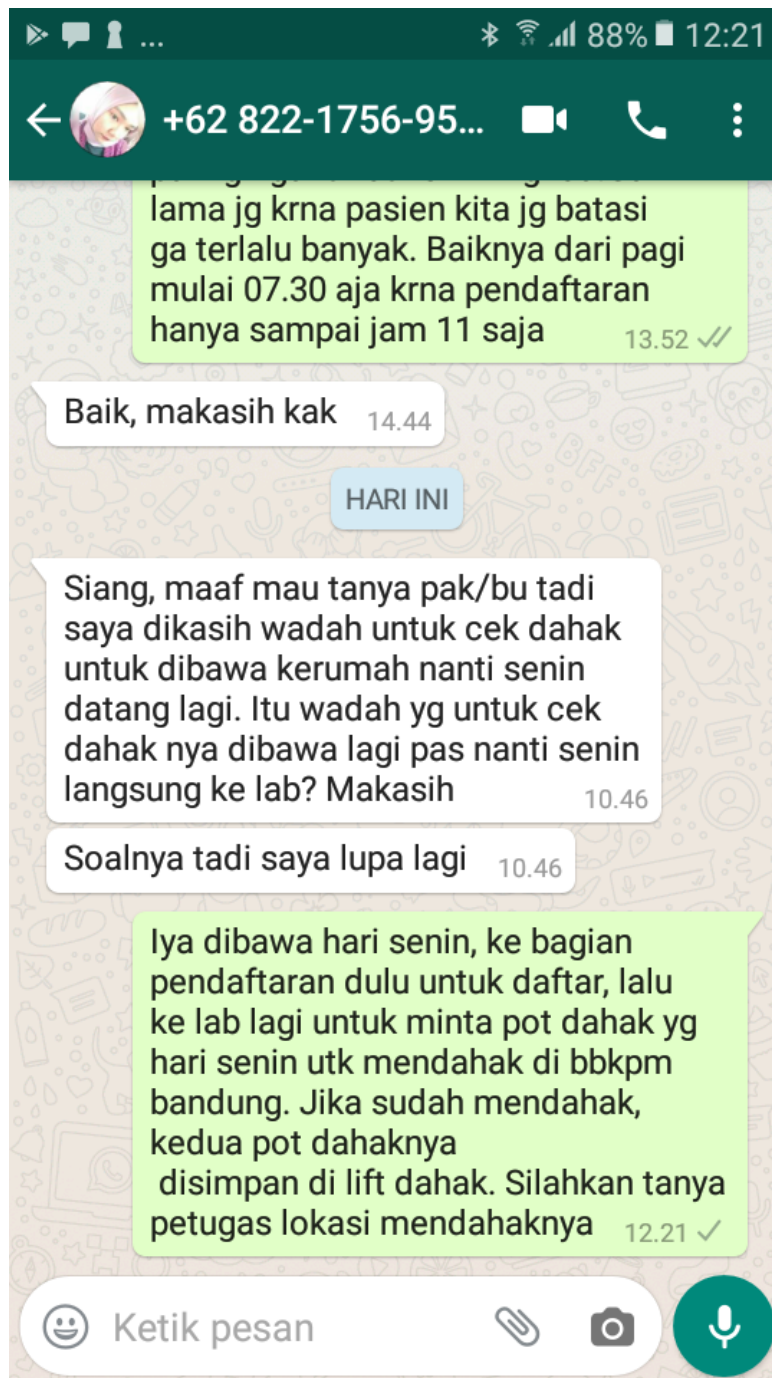 ... 88% 12:21
+62 822-1756-95...
lama jg krna pasien kita jg batasi
ga terlalu banyak. Baiknya dari pagi
mulai 07.30 aja krna pendaftaran
hanya sampai jam 11 saja 13.52
Baik, makasih kak 14.44
HARI INI
Siang, maaf mau tanya pak/bu tadi
saya dikasih wadah untuk cek dahak
untuk dibawa kerumah nanti senin
datang lagi. Itu wadah yg untuk cek
dahak nya dibawa lagi pas nanti senin
langsung ke lab? Makasih 10.46
Soalnya tadi saya lupa lagi 10.46
Iya dibawa hari senin, ke bagian
pendaftaran dulu untuk daftar, lalu
ke lab lagi untuk minta pot dahak yg
hari senin utk mendahak di bbkpm
bandung. Jika sudah mendahak,
kedua pot dahaknya
disimpan di lift dahak. Silahkan tanya
petugas lokasi mendahaknya 12.21
Ketik pesan